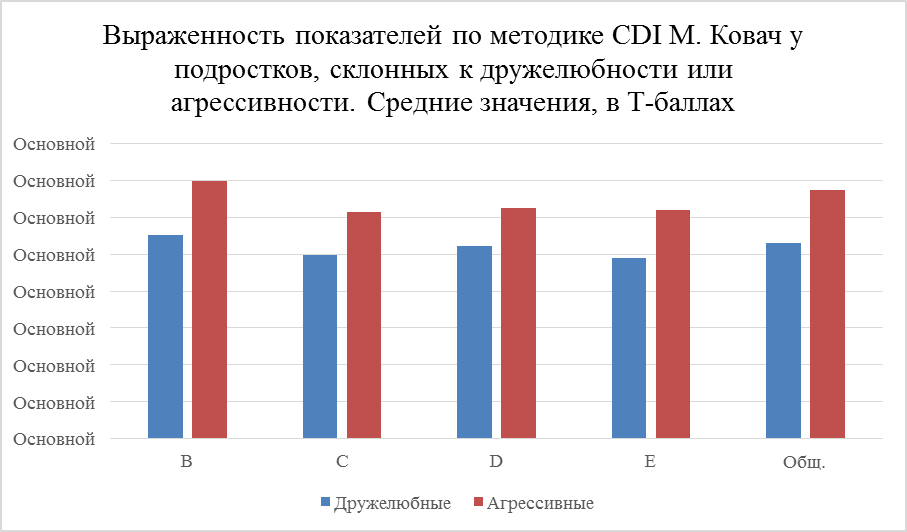 Выраженность показателей по методике CDI М. Ковач у
подростков, склонных к дружелюбности или
агрессивности. Средние значения, в Т-баллах
Основной
Основной
Основной
Основной
Основной
Основной
Основной
Основной
Основной
B C D E Общ.
Дружелюбные Агрессивные